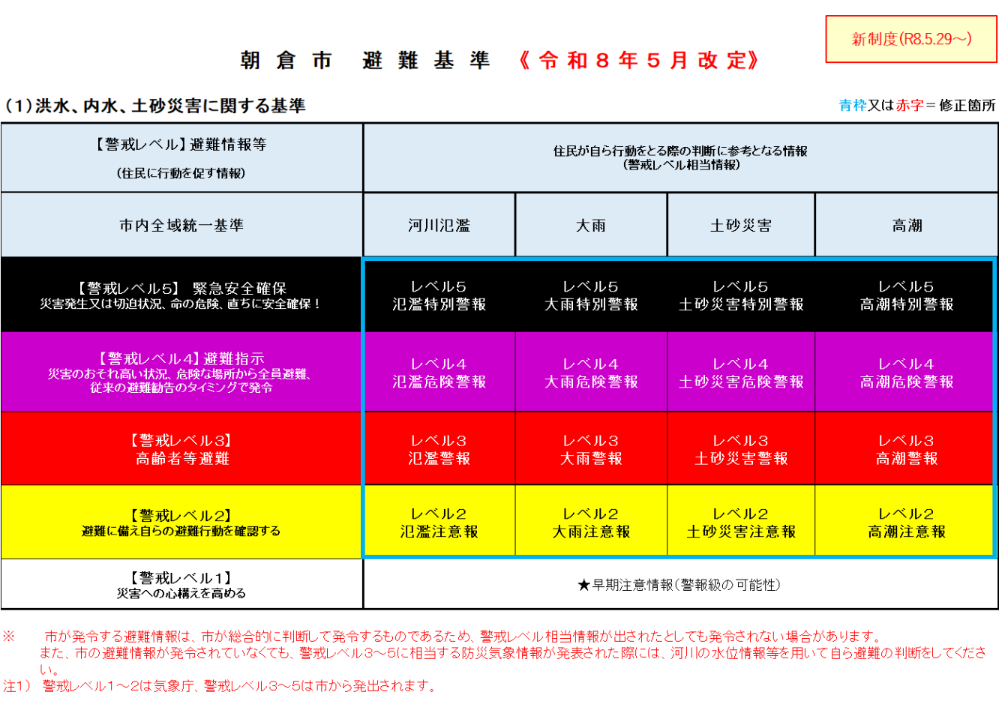 新制度(R8.5.29～)
朝倉市 避難基準 《令和８年５月改定》
（１）洪水、内水、土砂災害に関する基準
青枠又は赤字＝修正箇所
【警戒レベル】避難情報等
（住民に行動を促す情報）
住民が自ら行動をとる際の判断に参考となる情報
（警戒レベル相当情報）
市内全域統一基準
河川氾濫
大雨
土砂災害
高潮
【警戒レベル５】 緊急安全確保
災害発生又は切迫状況、命の危険、直ちに安全確保！
レベル５
氾濫特別警報
レベル５
大雨特別警報
レベル５
土砂災害特別警報
レベル５
高潮特別警報
【警戒レベル４】避難指示
災害のおそれ高い状況、危険な場所から全員避難、
従来の避難勧告のタイミングで発令
レベル４
氾濫危険警報
レベル４
大雨危険警報
レベル４
土砂災害危険警報
レベル４
高潮危険警報
【警戒レベル３】
高齢者等避難
レベル３
氾濫警報
レベル３
大雨警報
レベル３
土砂災害警報
レベル３
高潮警報
【警戒レベル２】
避難に備え自らの避難行動を確認する
レベル２
氾濫注意報
レベル２
大雨注意報
レベル２
土砂災害注意報
レベル２
高潮注意報
【警戒レベル１】
災害への心構えを高める
★早期注意情報（警報級の可能性）
※ 市が発令する避難情報は、市が総合的に判断して発令するものであるため、警戒レベル相当情報が出されたとしても発令されない場合があります。
また、市の避難情報が発令されていなくても、警戒レベル３～５に相当する防災気象情報が発表された際には、河川の水位情報等を用いて自ら避難の判断をしてくださ
い。
注１） 警戒レベル１～２は気象庁、警戒レベル３～５は市から発出されます。